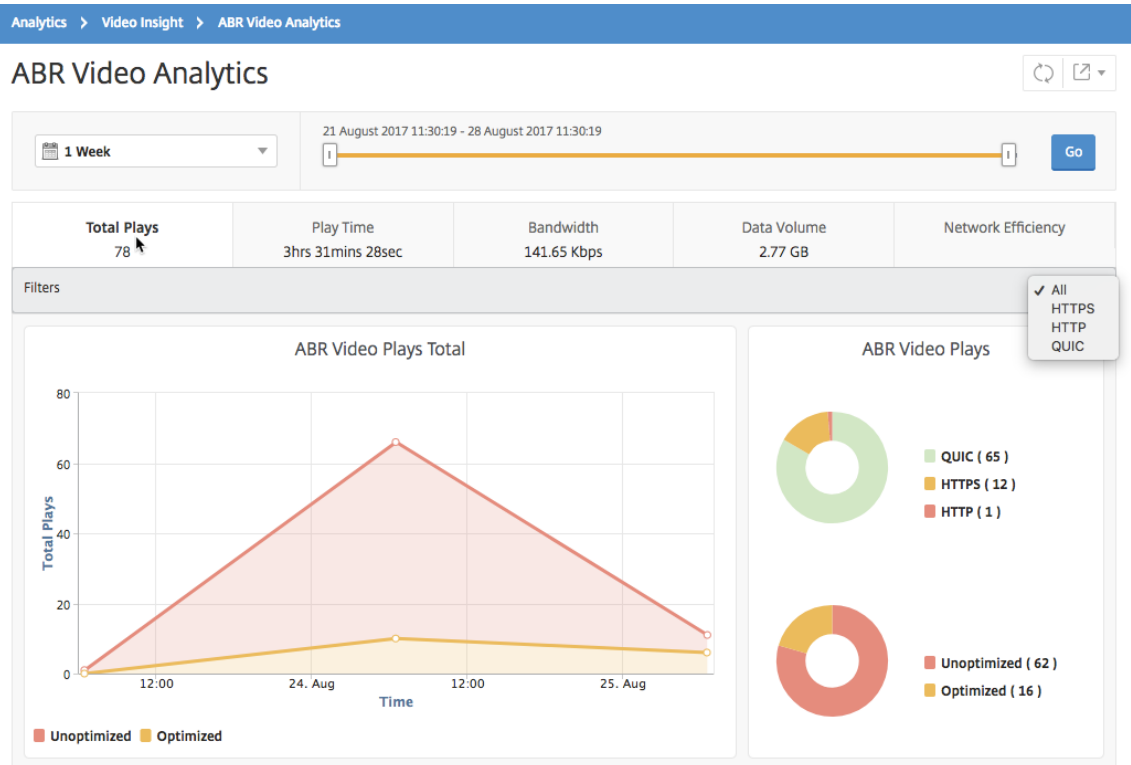 Analytics > Video Insight > ABR Video Analytics
ABR Video Analytics
21 August 2017 11:30:19 - 28 August 2017 11:30:19
1 Week
Go
Total Plays
78
Play Time
3hrs 31mins 28sec
Bandwidth
141.65 Kbps
Data Volume
2.77 GB
Network Efficiency
Filters
✓ All
HTTPS
HTTP
QUIC
ABR Video Plays Total
80
60
40
20
0
Total Plays
12:00
24. Aug
12:00
25. Aug
Time
Unoptimized
Optimized
ABR Video Plays
QUIC ( 65 )
HTTPS ( 12 )
HTTP ( 1 )
Unoptimized ( 62 )
Optimized ( 16 )